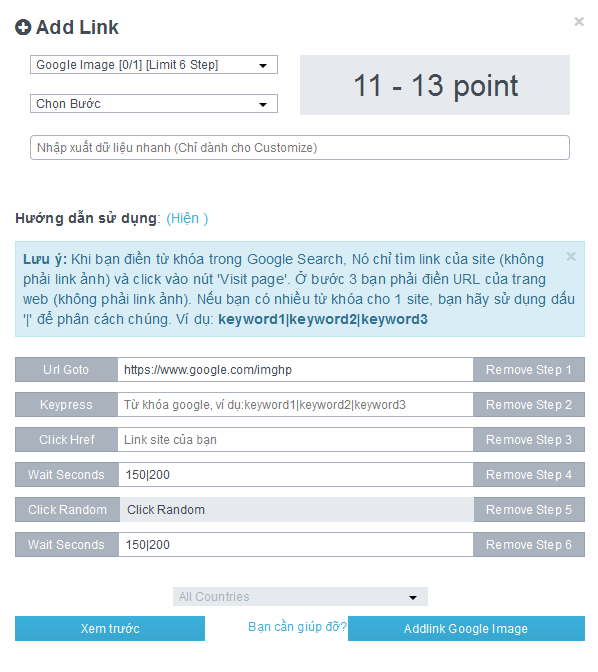 Add Link
×
Google Image [0/1] [Limit 6 Step]
11 - 13 point
Chọn Bước
Nhập xuất dữ liệu nhanh (Chỉ dành cho Customize)
Hướng dẫn sử dụng: (Hiện )
Lưu ý: Khi bạn điền từ khóa trong Google Search, Nó chỉ tìm link của site (không
×
phải link ảnh) và click vào nút 'Visit page'. Ở bước 3 bạn phải điền URL của trang
web (không phải link ảnh). Nếu bạn có nhiều từ khóa cho 1 site, bạn hãy sử dụng dấu
'|' để phân cách chúng. Ví dụ: keyword1|keyword2|keyword3
Url Goto https://www.google.com/imghp Remove Step 1
Keypress Từ khóa google, ví dụ:keyword1|keyword2|keyword3 Remove Step 2
Click Href Link site của bạn Remove Step 3
Wait Seconds 150|200 Remove Step 4
Click Random Click Random Remove Step 5
Wait Seconds 150|200 Remove Step 6
All Countries
Xem trước Bạn cần giúp đỡ? Addlink Google Image